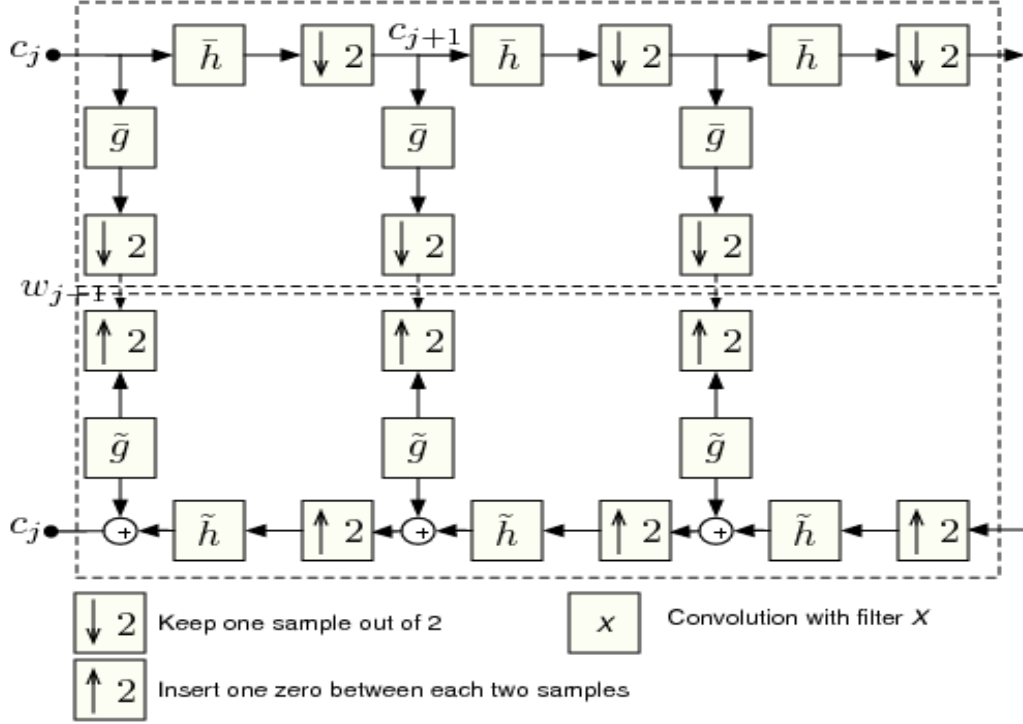 c_j h̄ ↓ 2 c_{j+1} h̄ ↓ 2 h̄ ↓ 2
ḡ ḡ ḡ
↓ 2 ↓ 2 ↓ 2
w_{j+1}
↑ 2 ↑ 2 ↑ 2
g̃ g̃ g̃
c_j + h̃ ↑ 2 + h̃ ↑ 2 + h̃ ↑ 2
↓ 2 Keep one sample out of 2 x Convolution with filter X
↑ 2 Insert one zero between each two samples